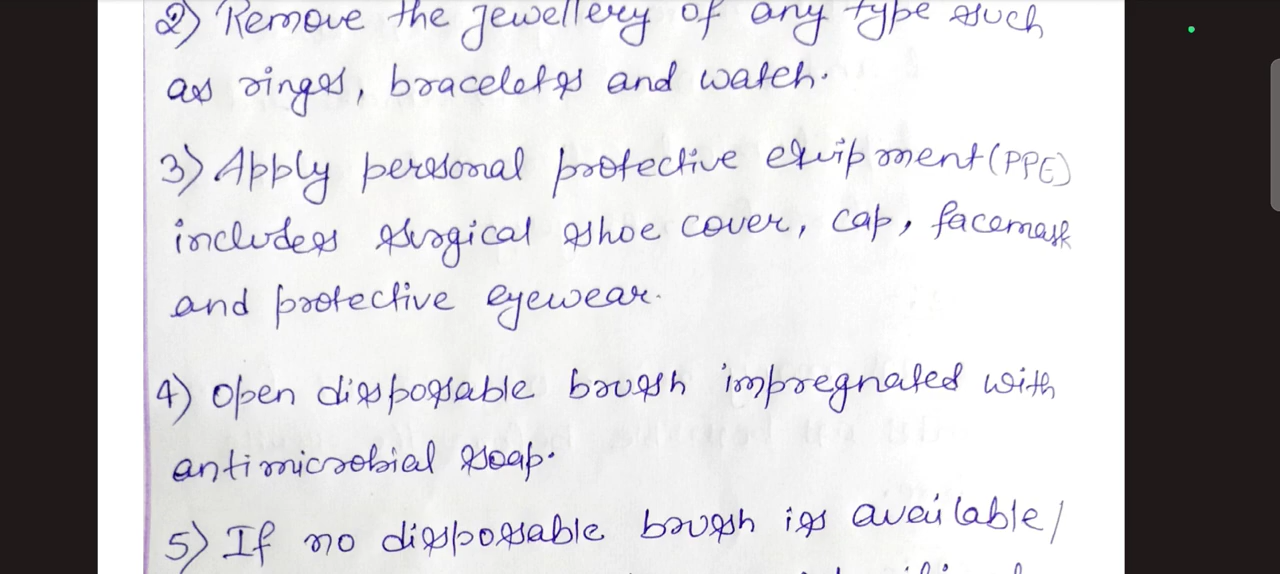 2) Remove the jewellery of any type such
as ringes, bracelets and watch.
3) Apply personal protective equipment (PPE)
includes surgical shoe cover, cap, facemask
and protective eyewear.
4) Open disposable brush impregnated with
antimicrobial soap.
5) If no disposable brush is available/